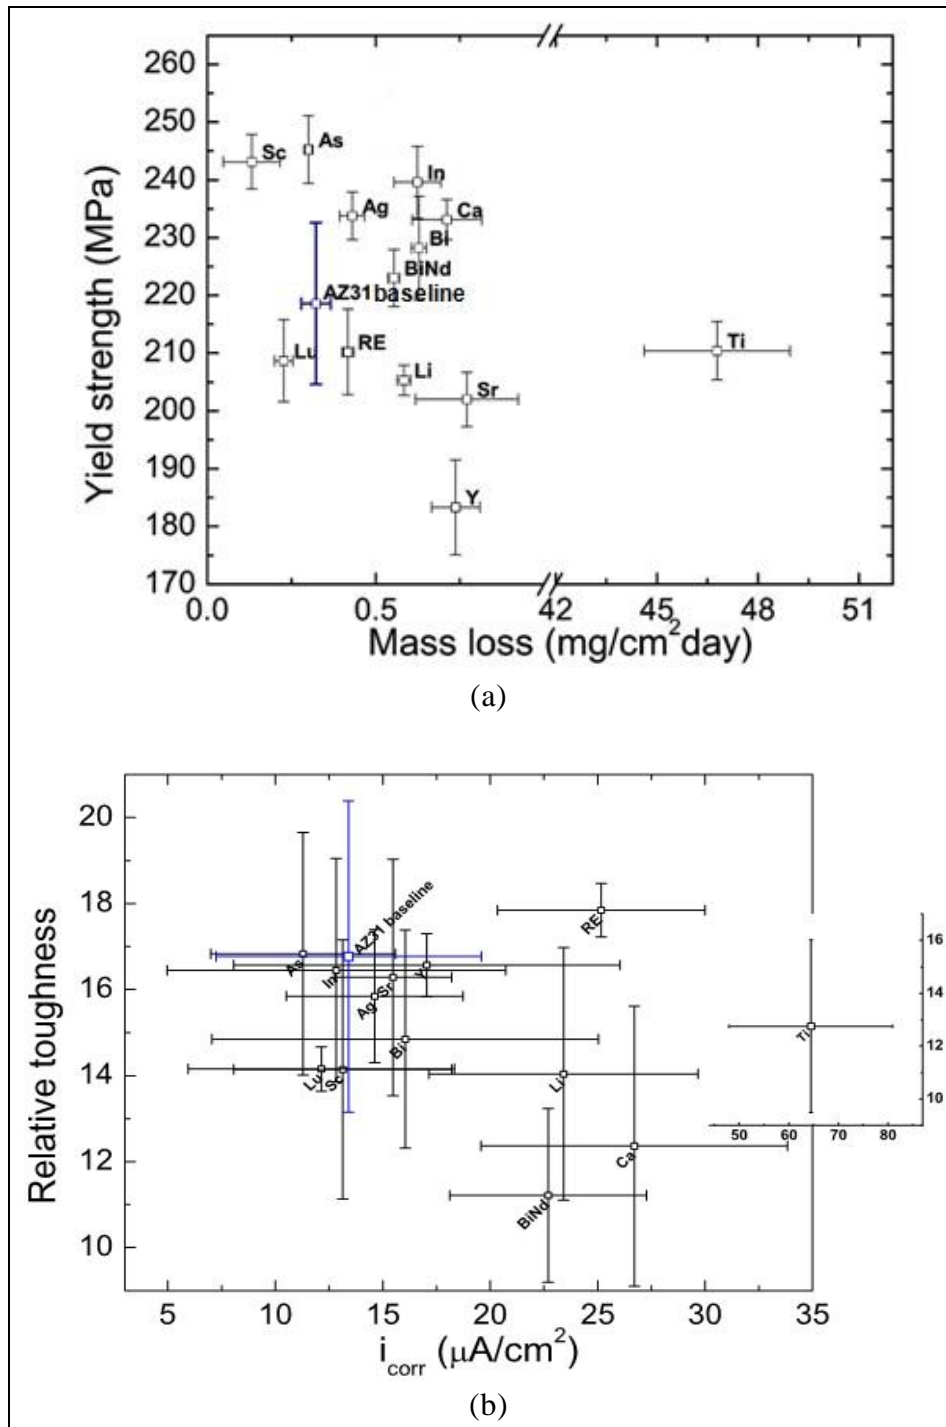 260
250
240
230
220
210
200
190
180
170
Yield strength (MPa)
Sc
As
In
Ag
Ca
Bi
BiNd
AZ31 baseline
Lu
RE
Li
Sr
Ti
Y
0.0
0.5
42
45
48
51
Mass loss (mg/cm²day)
(a)
20
18
16
14
12
10
Relative toughness
As
In
AZ31 baseline
Sr
Y
Ag
Bi
Lu
Sc
RE
Li
Ca
BiNd
Ti
16
14
12
10
50
60
70
80
5
10
15
20
25
30
35
i_corr (μA/cm²)
(b)